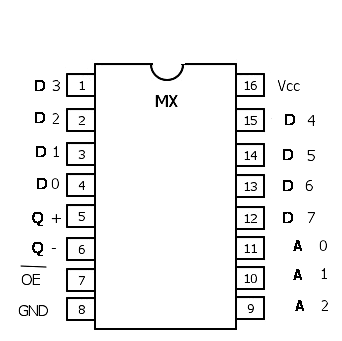 MX
D 3 1 16 Vcc
D 2 2 15 D 4
D 1 3 14 D 5
D 0 4 13 D 6
Q + 5 12 D 7
Q - 6 11 A 0
OE 7 10 A 1
GND 8 9 A 2